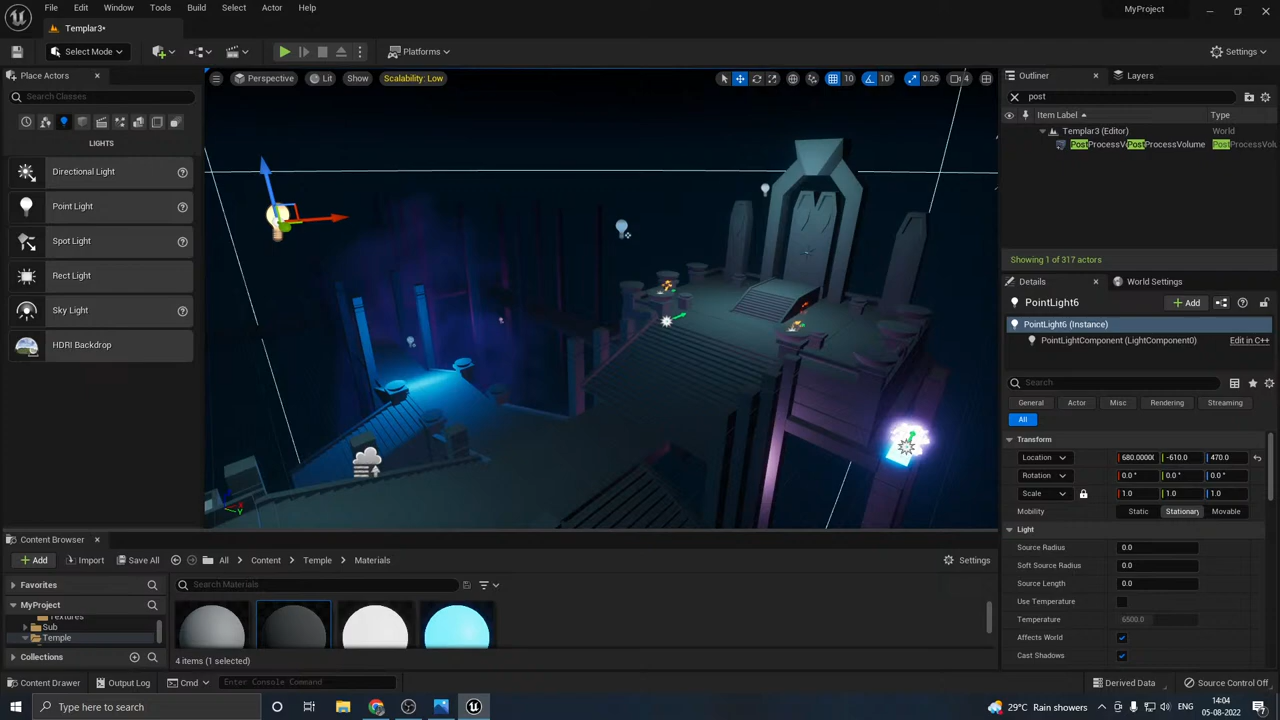 File Edit Window Tools Build Select Actor Help
MyProject
Templar3•
Select Mode
Platforms
Settings
Place Actors
Search Classes
LIGHTS
Directional Light
Point Light
Spot Light
Rect Light
Sky Light
HDRI Backdrop
Perspective Lit Show Scalability: Low
10 10° 0.25 4
Outliner Layers
post
Item Label Type
Templar3 (Editor) World
PostProcessV PostProcessVolume PostProcessVolume
Showing 1 of 317 actors
Details World Settings
PointLight6 Add
PointLight6 (Instance)
PointLightComponent (LightComponent0) Edit in C++
Search
General Actor Misc Rendering Streaming
All
Transform
Location 680.00000 -610.0 470.0
Rotation 0.0 ° 0.0 ° 0.0 °
Scale 1.0 1.0 1.0
Mobility Static Stationary Movable
Light
Source Radius 0.0
Soft Source Radius 0.0
Source Length 0.0
Use Temperature
Temperature 6500.0
Affects World
Cast Shadows
Content Browser
Add Import Save All All Content Temple Materials Settings
Favorites
Search Materials
MyProject
Textures
Sub
Temple
Collections
4 items (1 selected)
Content Drawer Output Log Cmd Enter Console Command Derived Data Source Control Off
Type here to search
29°C Rain showers
ENG
14:04
05-08-2022